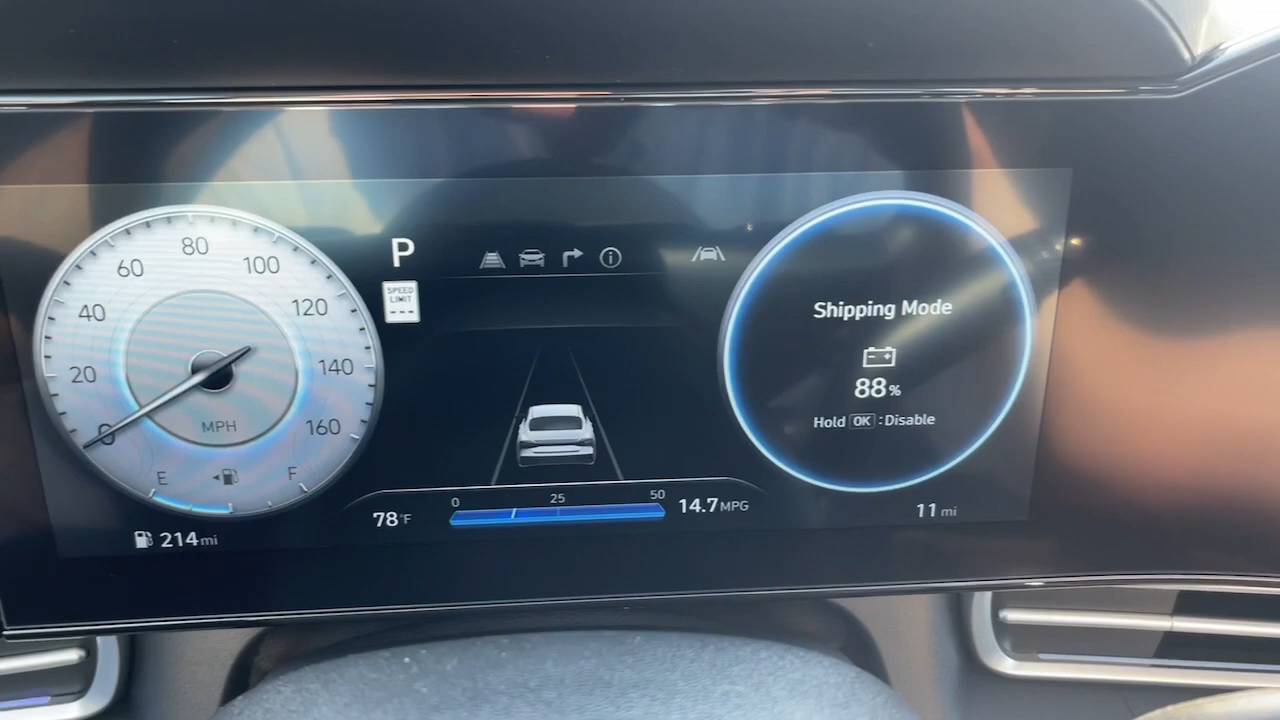 80
60
100
40
120
20
140
0
MPH
160
E
F
214 mi
P
SPEED
LIMIT
---
0
25
50
78°F
14.7 MPG
Shipping Mode
- +
88%
Hold OK : Disable
11 mi